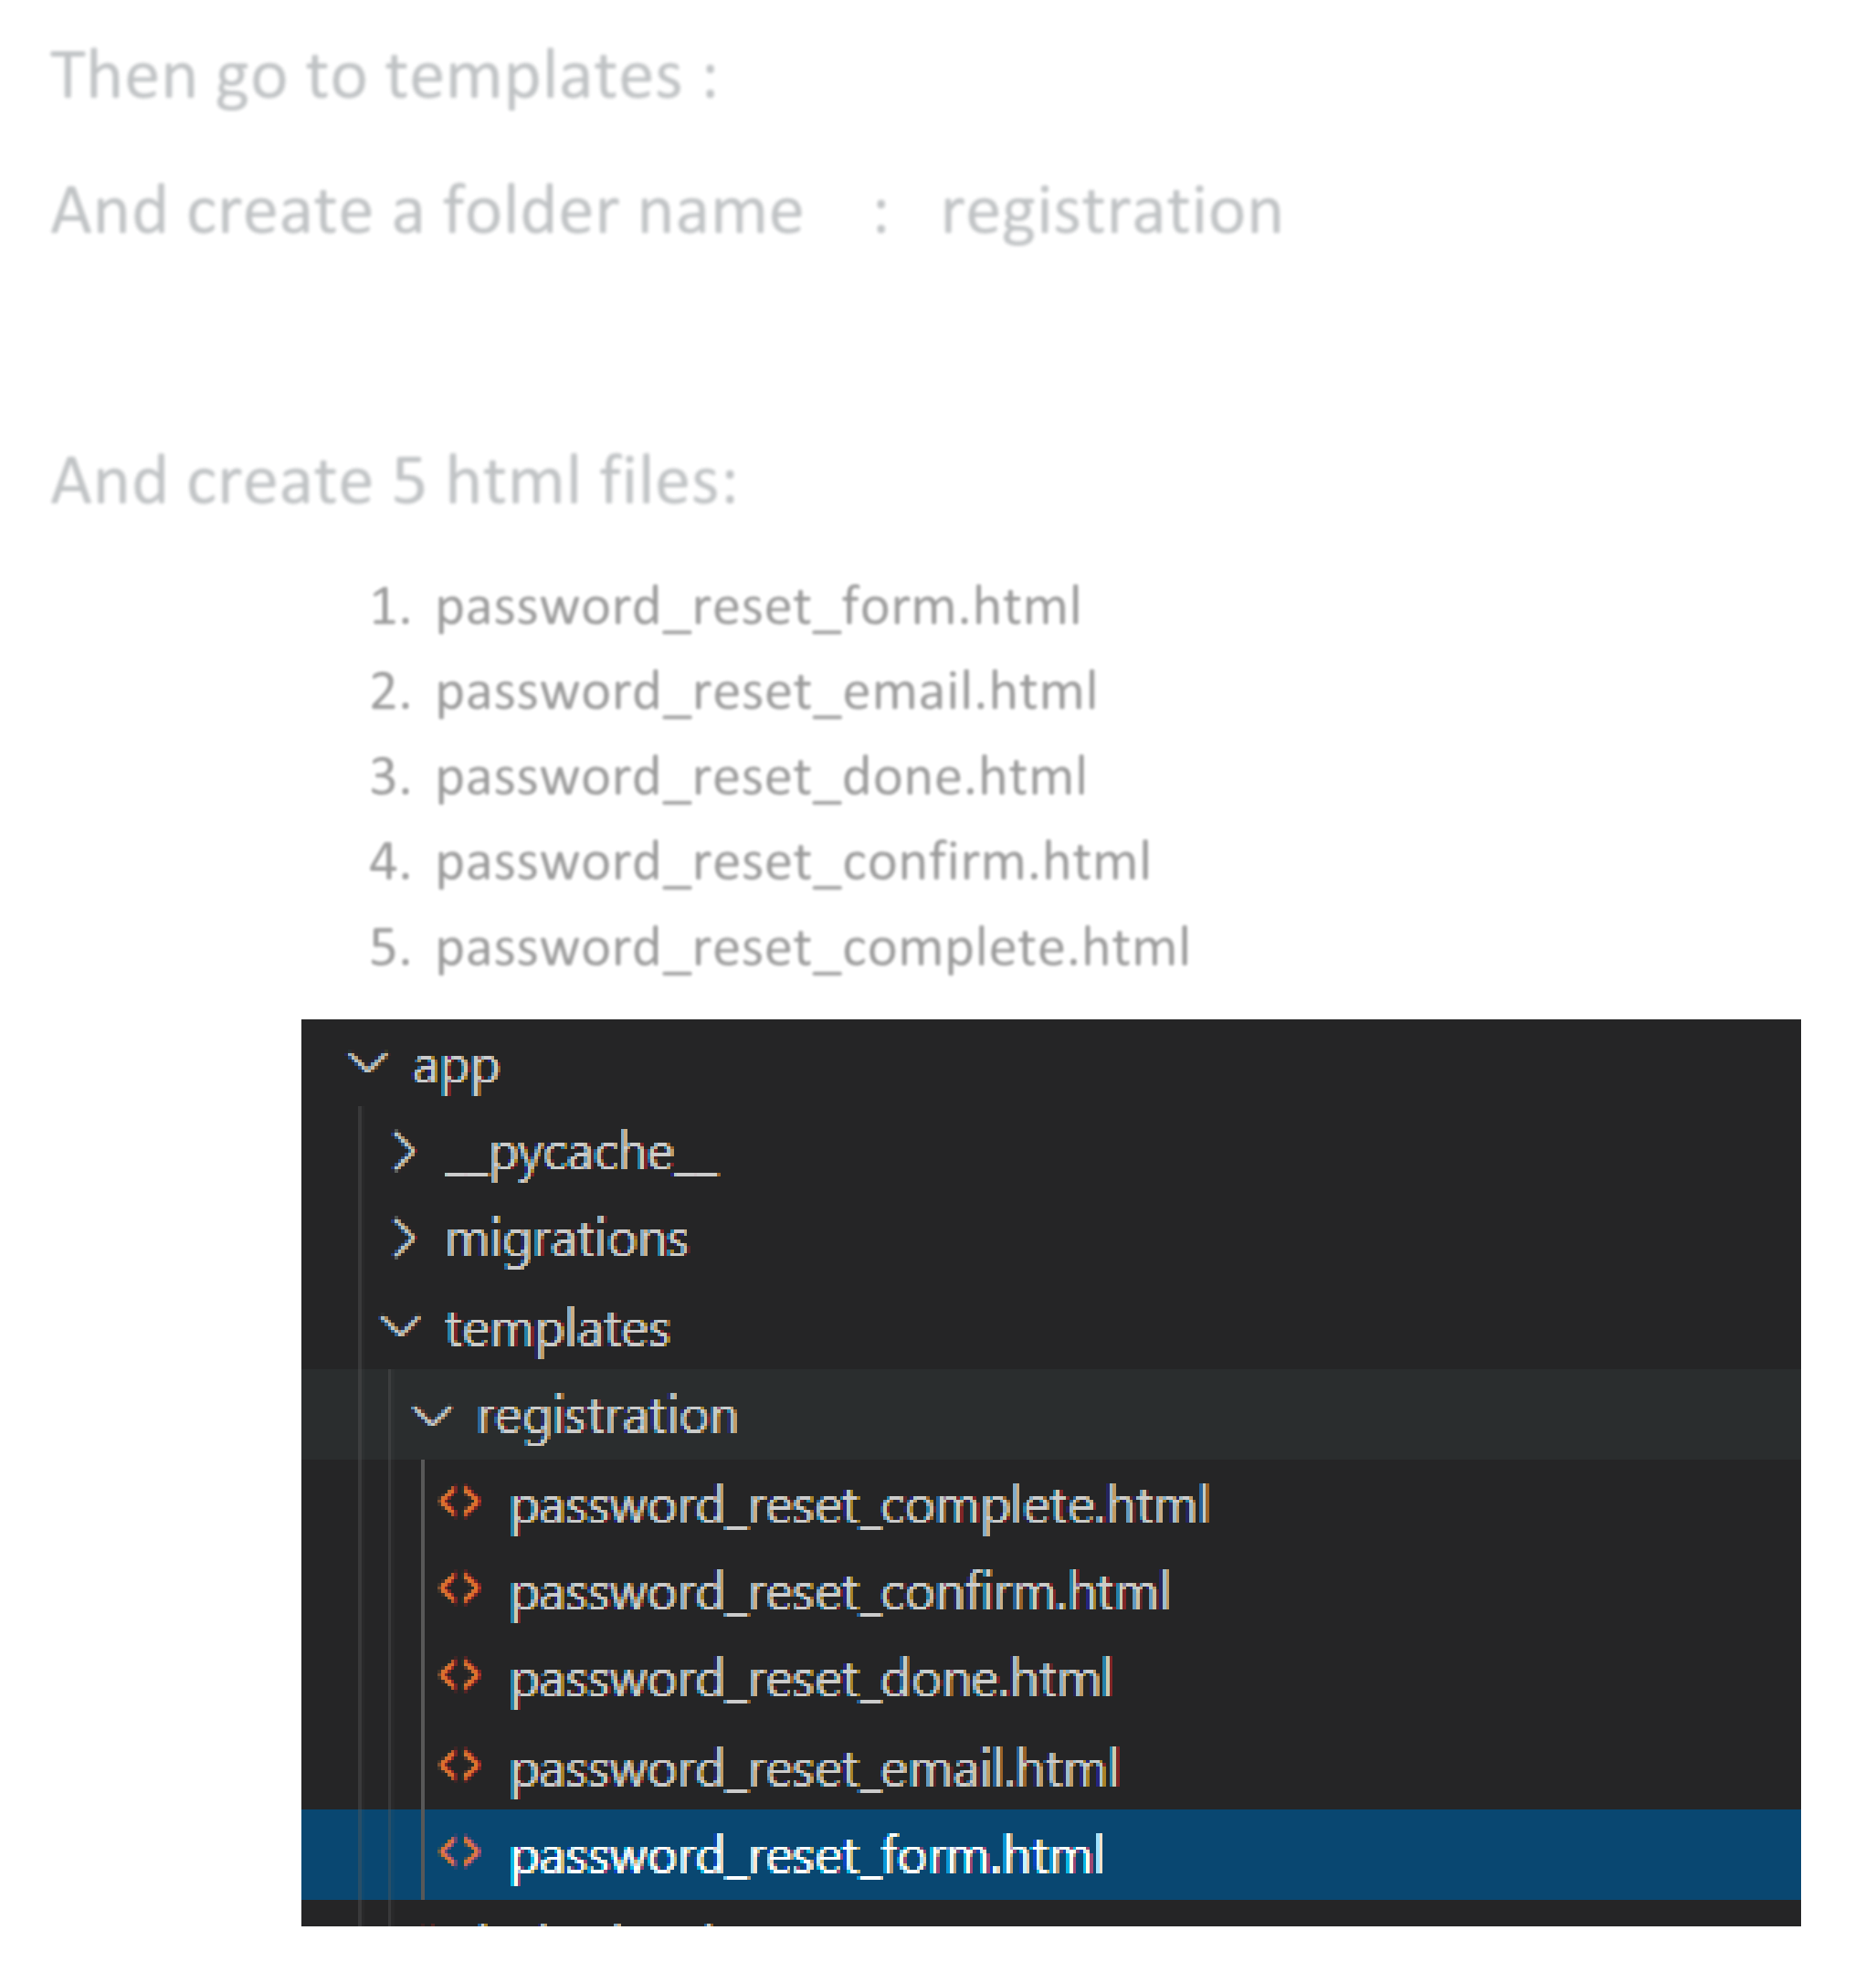 Then go to templates :
And create a folder name : registration
And create 5 html files:
1. password_reset_form.html
2. password_reset_email.html
3. password_reset_done.html
4. password_reset_confirm.html
5. password_reset_complete.html
app
__pycache__
migrations
templates
registration
password_reset_complete.html
password_reset_confirm.html
password_reset_done.html
password_reset_email.html
password_reset_form.html